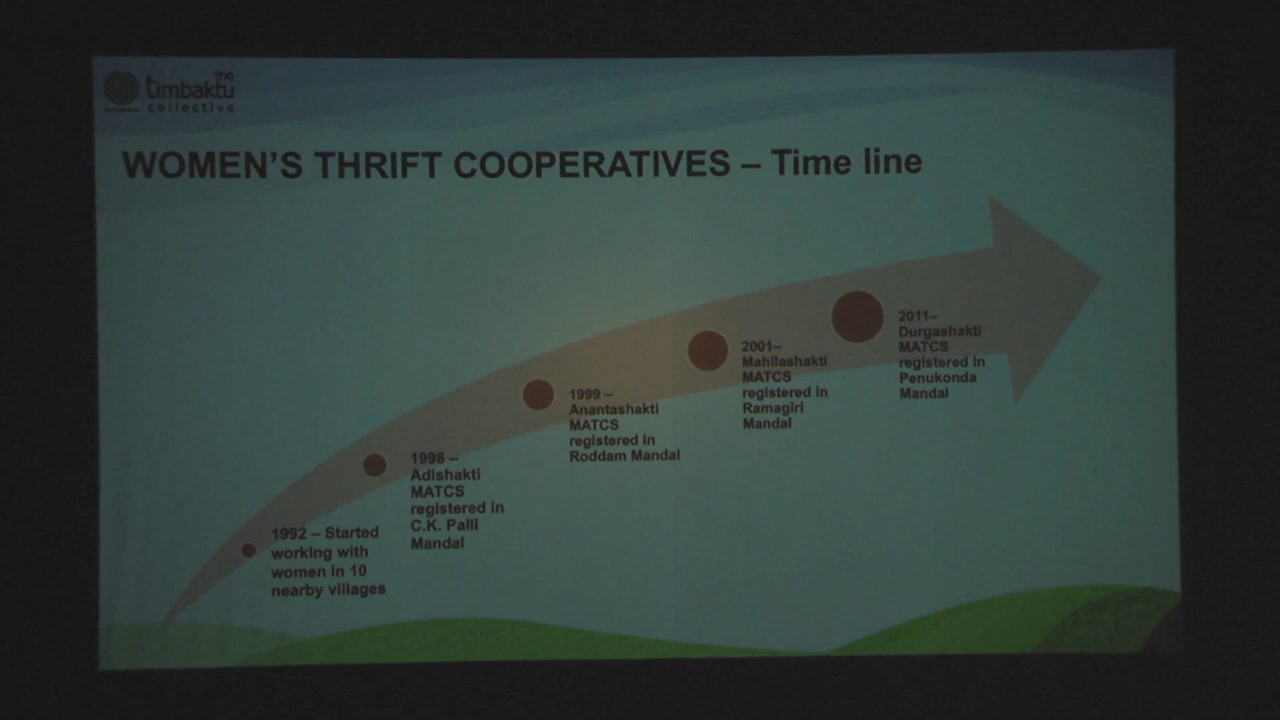 the
timbaktu
collective
WOMEN'S THRIFT COOPERATIVES – Time line
1992 – Started
working with
women in 10
nearby villages
1998 –
Adishakti
MATCS
registered in
C.K. Palli
Mandal
1999 –
Anantashakti
MATCS
registered in
Roddam Mandal
2001–
Mahilashakti
MATCS
registered in
Ramagiri
Mandal
2011–
Durgashakti
MATCS
registered in
Penukonda
Mandal